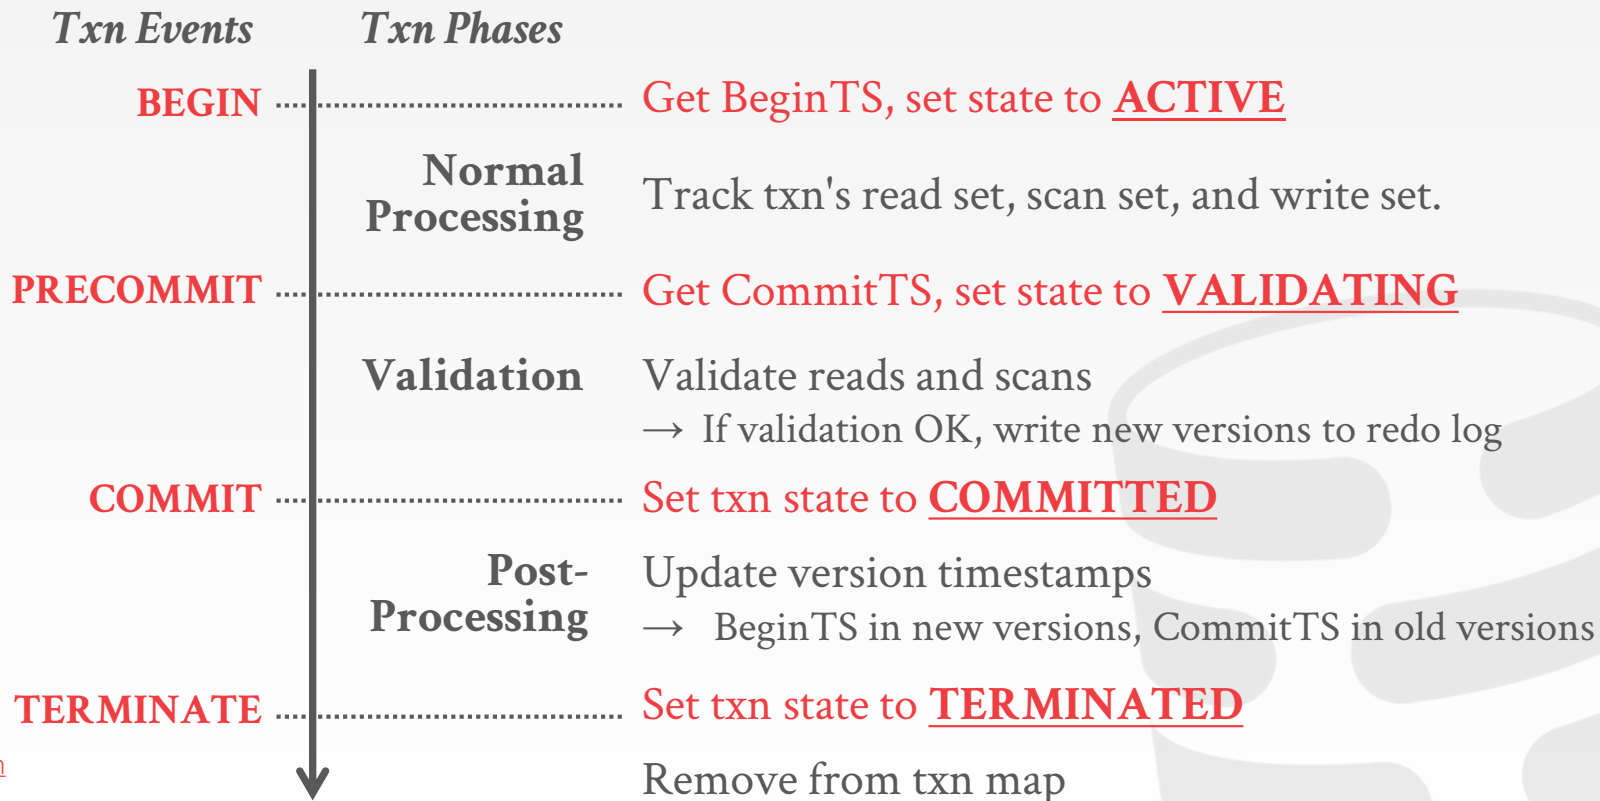 Txn Events Txn Phases
BEGIN Get BeginTS, set state to ACTIVE
Normal
Processing
Track txn's read set, scan set, and write set.
PRECOMMIT Get CommitTS, set state to VALIDATING
Validation Validate reads and scans
→ If validation OK, write new versions to redo log
COMMIT Set txn state to COMMITTED
Post-
Processing
Update version timestamps
→ BeginTS in new versions, CommitTS in old versions
TERMINATE Set txn state to TERMINATED
Remove from txn map